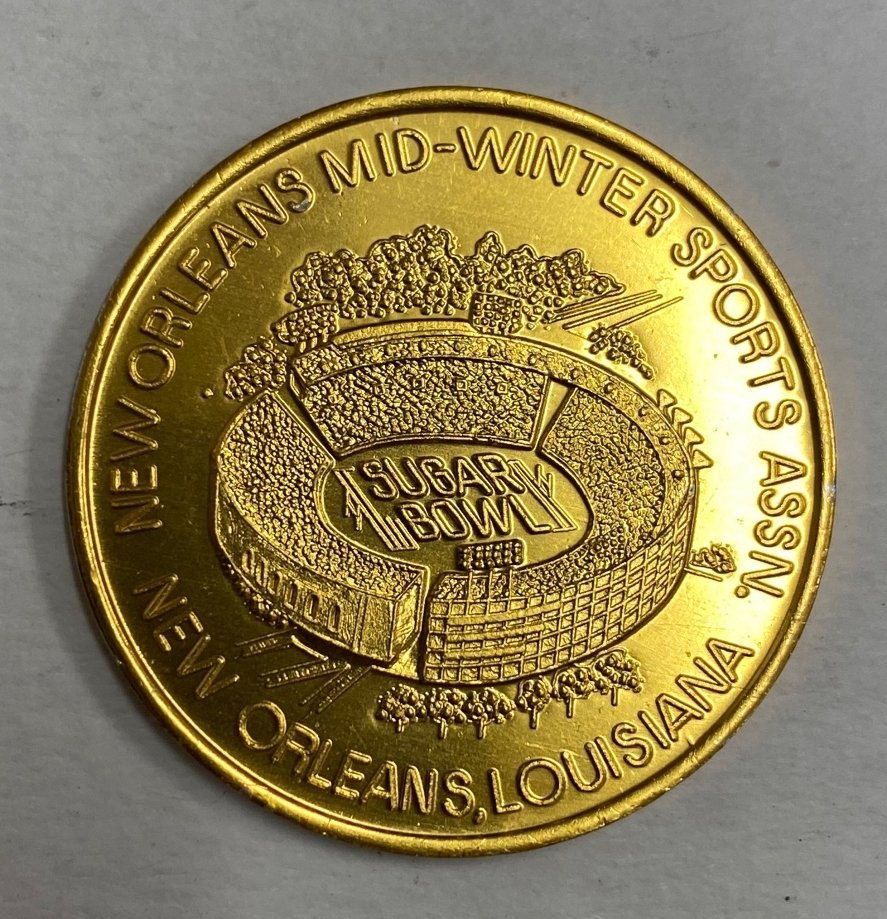 NEW ORLEANS MID-WINTER SPORTS ASSN.
SUGAR
BOWL
NEW ORLEANS, LOUISIANA